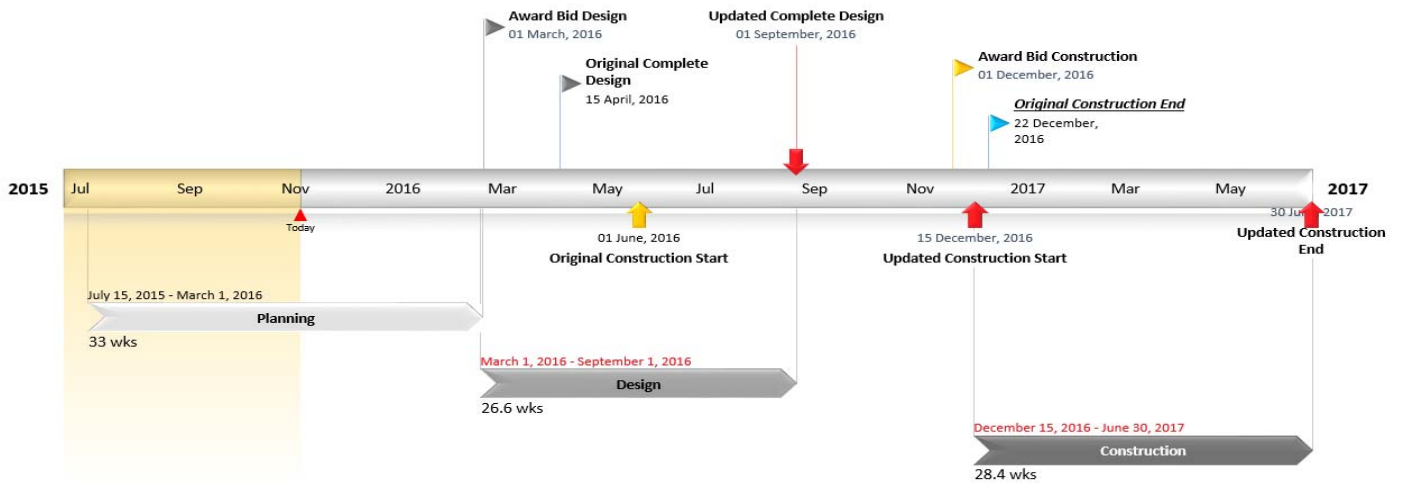 Award Bid Design
01 March, 2016
Updated Complete Design
01 September, 2016
Original Complete
Design
15 April, 2016
Award Bid Construction
01 December, 2016
Original Construction End
22 December,
2016
2015 Jul Sep Nov 2016 Mar May Jul Sep Nov 2017 Mar May 2017
Today
01 June, 2016
Original Construction Start
15 December, 2016
Updated Construction Start
30 Jun 2017
Updated Construction
End
July 15, 2015 - March 1, 2016
Planning
33 wks
March 1, 2016 - September 1, 2016
Design
26.6 wks
December 15, 2016 - June 30, 2017
Construction
28.4 wks